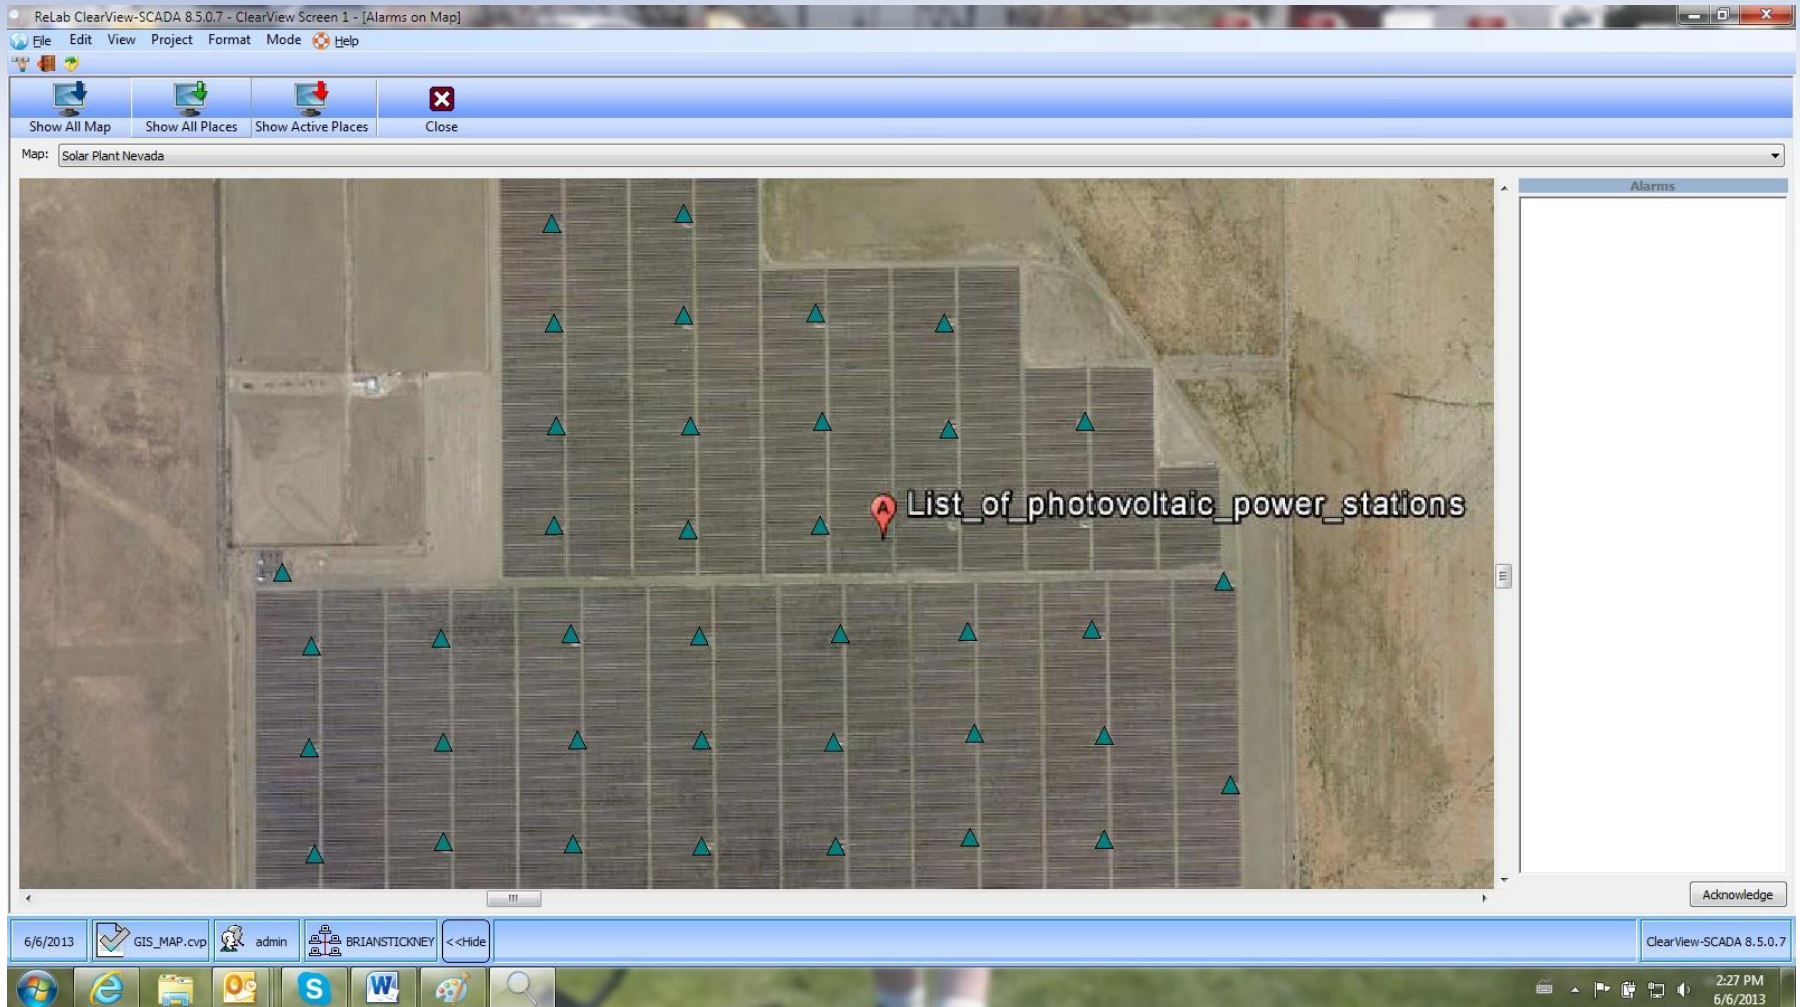 ReLab ClearView-SCADA 8.5.0.7 - ClearView Screen 1 - [Alarms on Map]
File Edit View Project Format Mode Help
Show All Map Show All Places Show Active Places Close
Map: Solar Plant Nevada
Alarms
A List_of_photovoltaic_power_stations
Acknowledge
6/6/2013 GIS_MAP.cvp admin BRIANSTICKNEY <<Hide ClearView-SCADA 8.5.0.7
S W 2:27 PM
6/6/2013